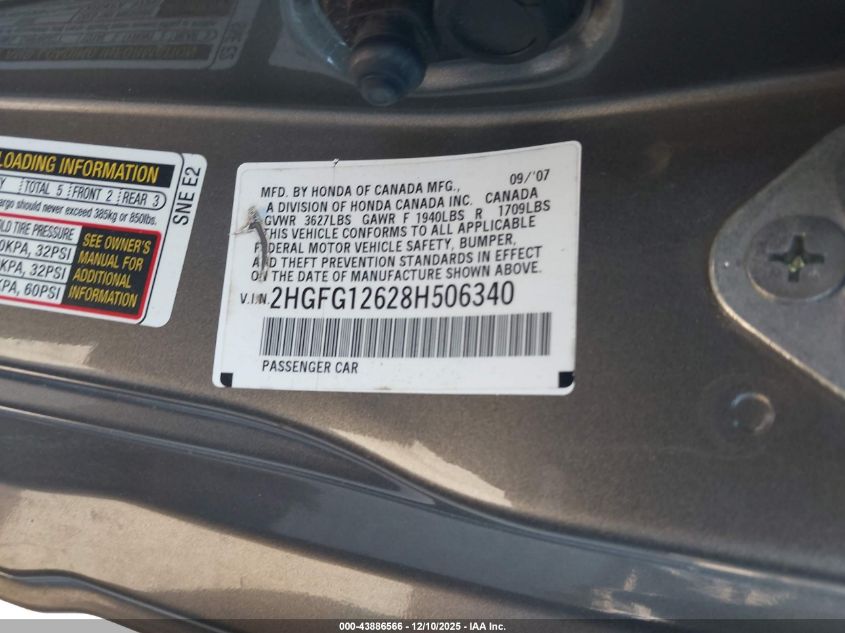 LOADING INFORMATION
TOTAL 5 FRONT 2 REAR 3
cargo should never exceed 385kg or 850lbs.
COLD TIRE PRESSURE
KPA, 32PSI
KPA, 32PSI
KPA, 60PSI
SEE OWNER'S
MANUAL FOR
ADDITIONAL
INFORMATION
SNE E2
09/'07
MFD. BY HONDA OF CANADA MFG.,
A DIVISION OF HONDA CANADA INC. CANADA
GVWR 3627LBS GAWR F 1940LBS R 1709LBS
THIS VEHICLE CONFORMS TO ALL APPLICABLE
FEDERAL MOTOR VEHICLE SAFETY, BUMPER,
AND THEFT PREVENTION STANDARDS IN EFFECT
ON THE DATE OF MANUFACTURE SHOWN ABOVE.
V.I.N. 2HGFG12628H506340
PASSENGER CAR
000-43886566 - 12/10/2025 - IAA Inc.